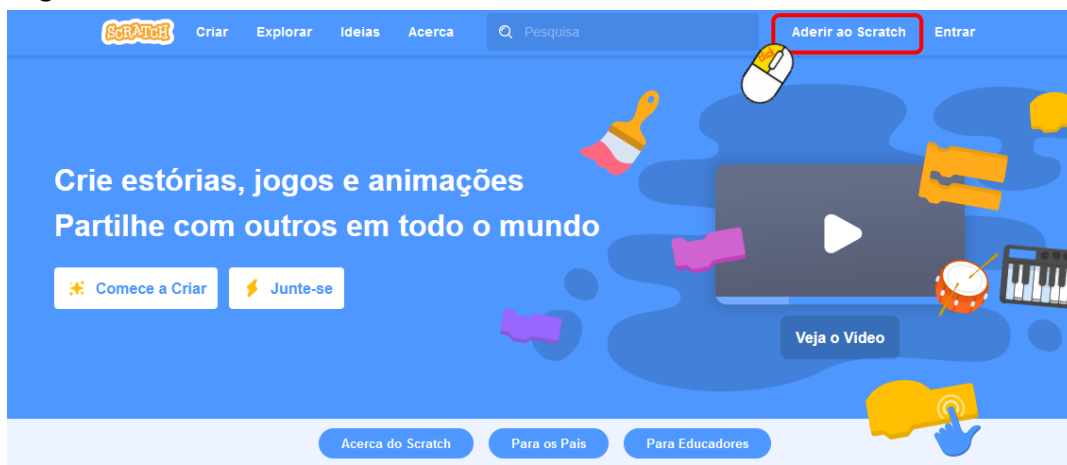 SCRATCH Criar Explorar Ideias Acerca Pesquisa Aderir ao Scratch Entrar
click
Crie estórias, jogos e animações
Partilhe com outros em todo o mundo
Comece a Criar Junte-se
Veja o Vídeo
Acerca do Scratch Para os Pais Para Educadores